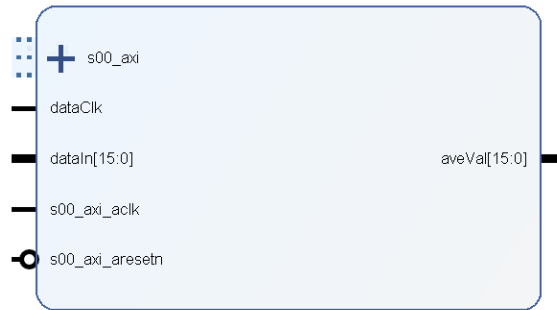 s00_axi
dataClk
dataIn[15:0]
aveVal[15:0]
s00_axi_aclk
s00_axi_aresetn